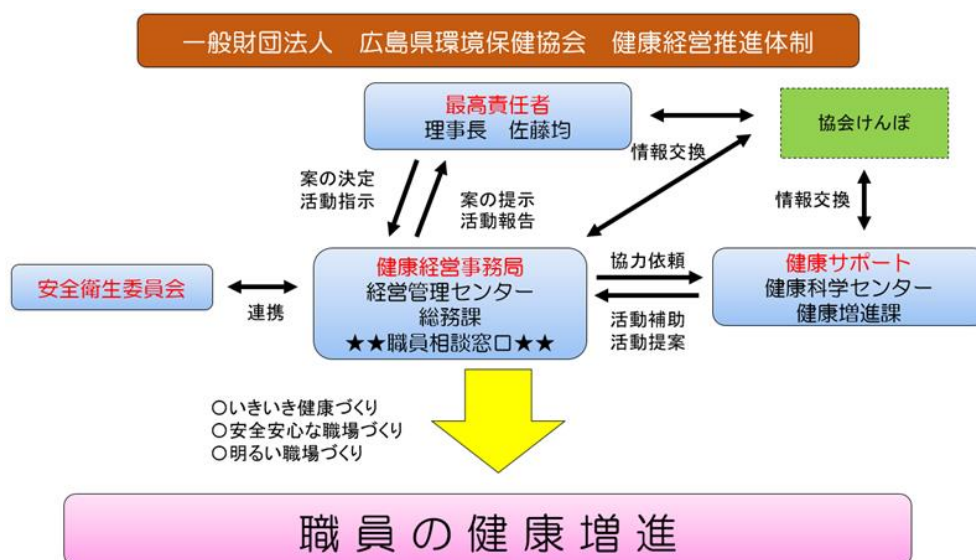 一般財団法人　広島県環境保健協会　健康経営推進体制
最高責任者
理事長　佐藤均
協会けんぽ
情報交換
案の決定
活動指示
案の提示
活動報告
情報交換
安全衛生委員会
連携
健康経営事務局
経営管理センター
総務課
★★職員相談窓口★★
協力依頼
活動補助
活動提案
健康サポート
健康科学センター
健康増進課
○いきいき健康づくり
○安全安心な職場づくり
○明るい職場づくり
職員の健康増進